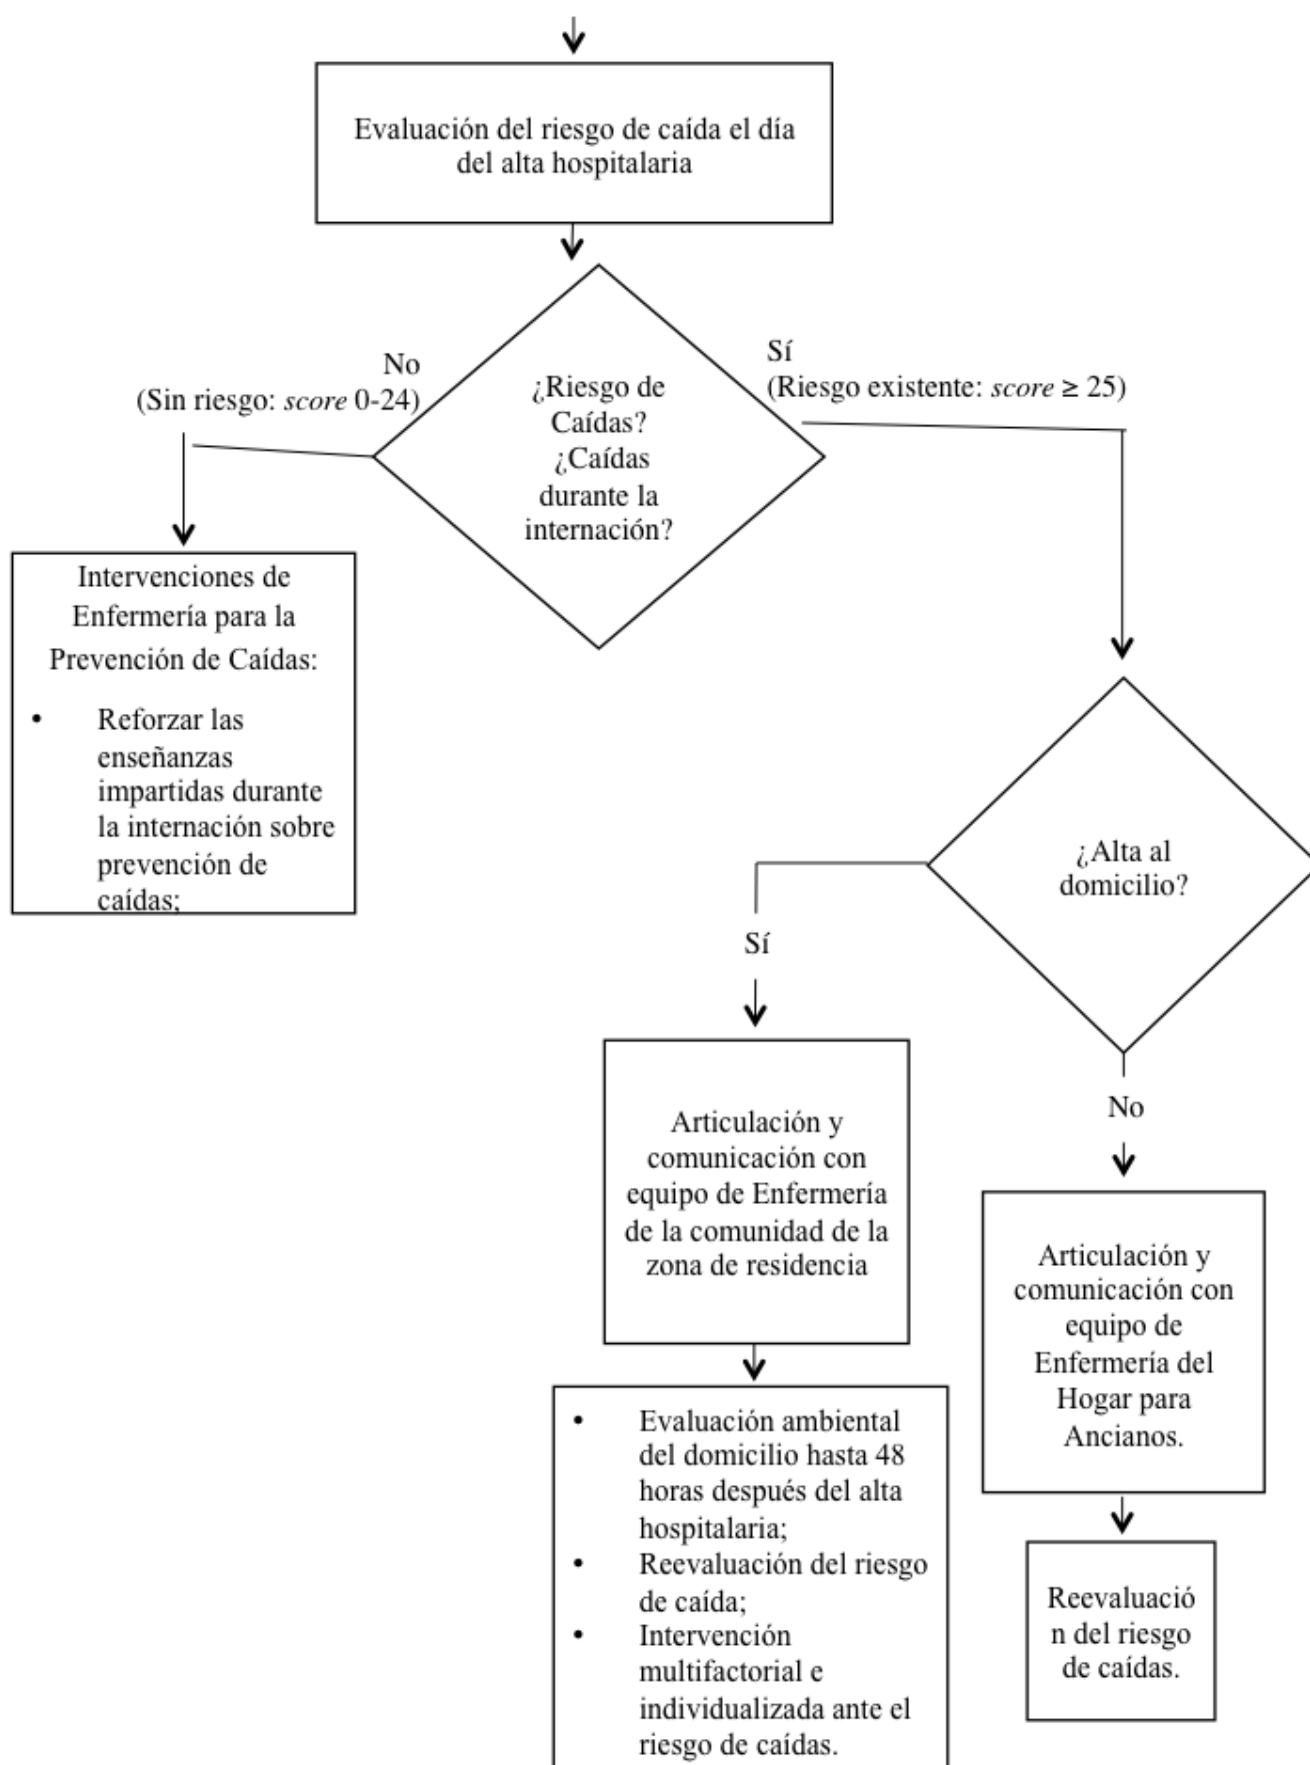 Evaluación del riesgo de caída el día
del alta hospitalaria
No
(Sin riesgo: score 0-24)
¿Riesgo de
Caídas?
¿Caídas
durante la
internación?
Sí
(Riesgo existente: score ≥ 25)
Intervenciones de
Enfermería para la
Prevención de Caídas:
• Reforzar las
enseñanzas
impartidas durante
la internación sobre
prevención de
caídas;
¿Alta al
domicilio?
Sí
Articulación y
comunicación con
equipo de Enfermería
de la comunidad de la
zona de residencia
• Evaluación ambiental
del domicilio hasta 48
horas después del alta
hospitalaria;
• Reevaluación del riesgo
de caída;
• Intervención
multifactorial e
individualizada ante el
riesgo de caídas.
No
Articulación y
comunicación con
equipo de
Enfermería del
Hogar para
Ancianos.
Reevaluació
n del riesgo
de caídas.